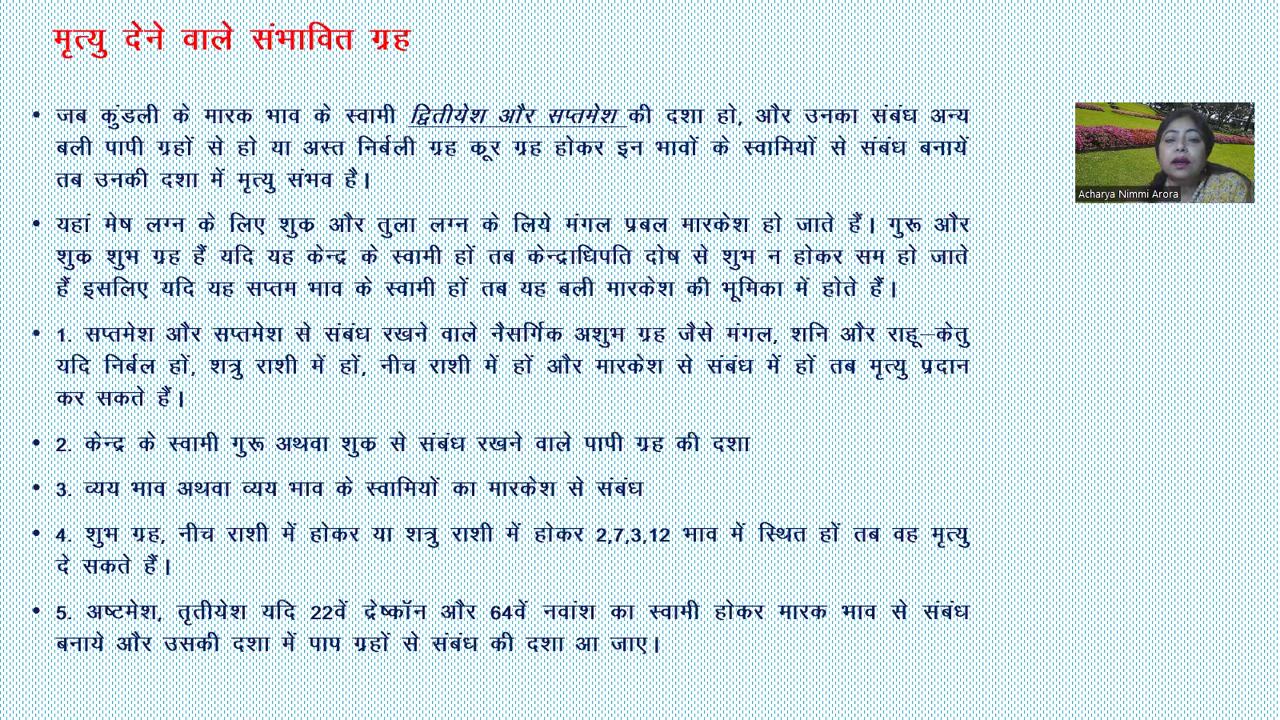 मृत्यु देने वाले संभावित ग्रह
• जब कुंडली के मारक भाव के स्वामी द्वितीयेश और सप्तमेश की दशा हो, और उनका संबंध अन्य
बली पापी ग्रहों से हो या अस्त निर्बली ग्रह कूर ग्रह होकर इन भावों के स्वामियों से संबंध बनायें
तब उनकी दशा में मृत्यु संभव है।
• यहां मेष लग्न के लिए शुक और तुला लग्न के लिये मंगल प्रबल मारकेश हो जाते हैं। गुरू और
शुक शुभ ग्रह हैं यदि यह केन्द्र के स्वामी हों तब केन्द्राधिपति दोष से शुभ न होकर सम हो जाते
हैं इसलिए यदि यह सप्तम भाव के स्वामी हों तब यह बली मारकेश की भूमिका में होते हैं।
• 1. सप्तमेश और सप्तमेश से संबंध रखने वाले नैसर्गिक अशुभ ग्रह जैसे मंगल, शनि और राहू–केतु
यदि निर्बल हों, शत्रु राशी में हों, नीच राशी में हों और मारकेश से संबंध में हों तब मृत्यु प्रदान
कर सकते हैं।
• 2. केन्द्र के स्वामी गुरू अथवा शुक से संबंध रखने वाले पापी ग्रह की दशा
• 3. व्यय भाव अथवा व्यय भाव के स्वामियों का मारकेश से संबंध
• 4. शुभ ग्रह, नीच राशी में होकर या शत्रु राशी में होकर 2,7,3,12 भाव में स्थित हों तब वह मृत्यु
दे सकते हैं।
• 5. अष्टमेश, तृतीयेश यदि 22वें द्रेष्कॉन और 64वें नवांश का स्वामी होकर मारक भाव से संबंध
बनाये और उसकी दशा में पाप ग्रहों से संबंध की दशा आ जाए।
Acharya Nimmi Arora